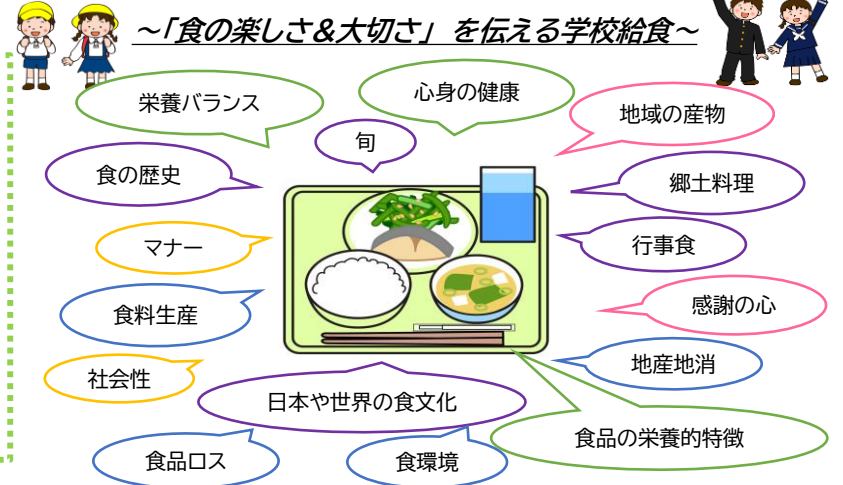 ～「食の楽しさ＆大切さ」を伝える学校給食～
栄養バランス
心身の健康
地域の産物
旬
食の歴史
郷土料理
マナー
行事食
食料生産
感謝の心
社会性
地産地消
日本や世界の食文化
食品の栄養的特徴
食品ロス
食環境